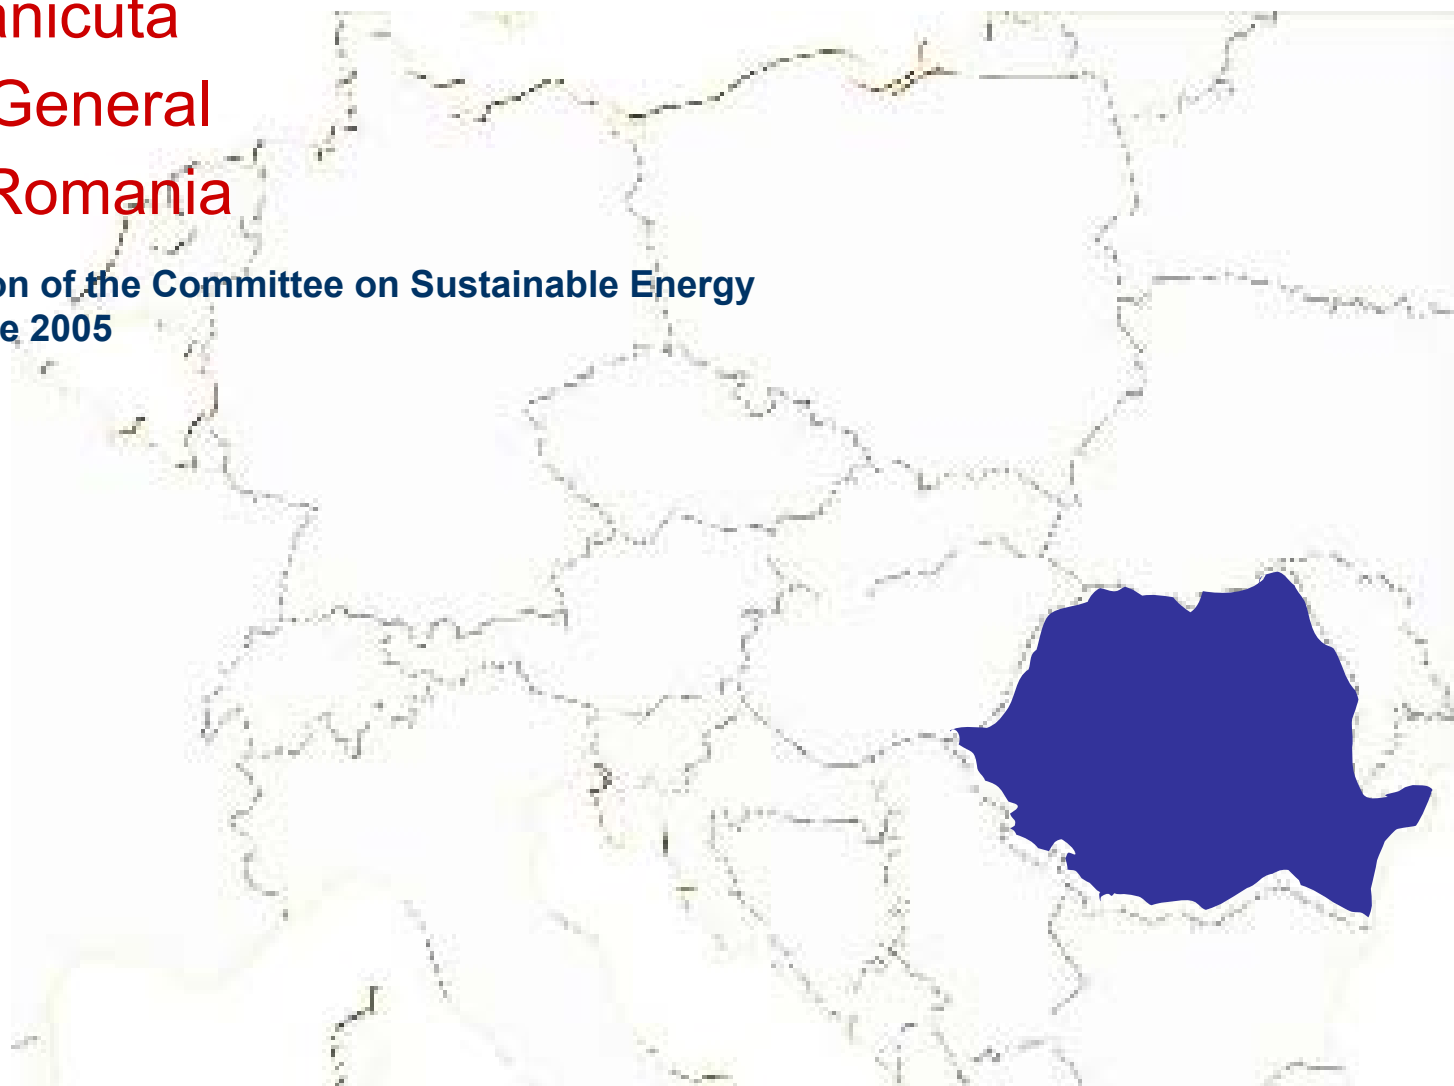 anicuta
General
Romania
on of the Committee on Sustainable Energy
e 2005